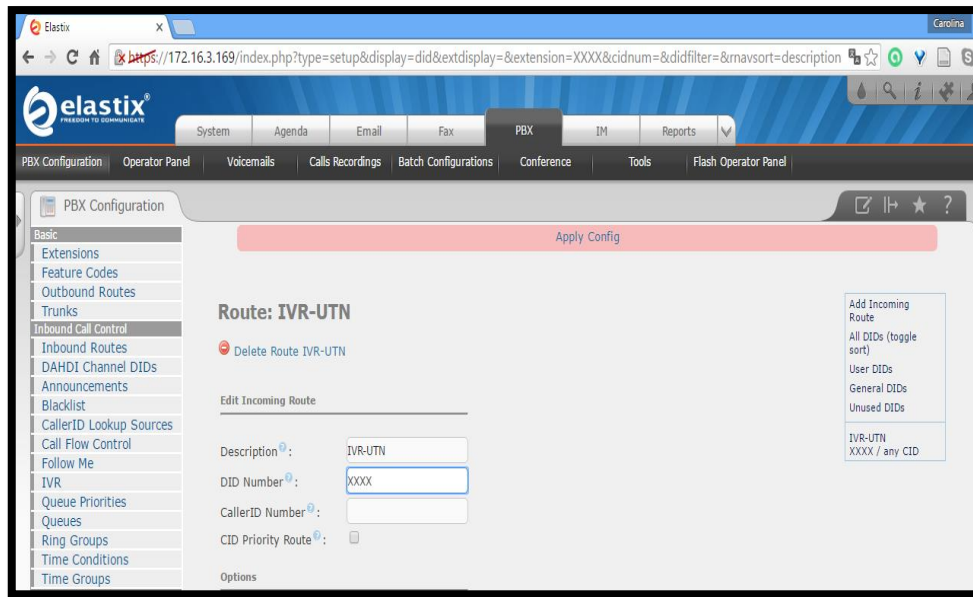 Elastix
Carolina
https://172.16.3.169/index.php?type=setup&display=did&extdisplay=&extension=XXXX&cidnum=&didfilter=&rnavsort=description
elastix®
FREEDOM TO COMMUNICATE
System Agenda Email Fax PBX IM Reports
PBX Configuration Operator Panel Voicemails Calls Recordings Batch Configurations Conference Tools Flash Operator Panel
PBX Configuration
Basic
Extensions
Feature Codes
Outbound Routes
Trunks
Inbound Call Control
Inbound Routes
DAHDI Channel DIDs
Announcements
Blacklist
CallerID Lookup Sources
Call Flow Control
Follow Me
IVR
Queue Priorities
Queues
Ring Groups
Time Conditions
Time Groups
Apply Config
Route: IVR-UTN
Delete Route IVR-UTN
Edit Incoming Route
Description: IVR-UTN
DID Number: XXXX
CallerID Number:
CID Priority Route:
Options
Add Incoming
Route
All DIDs (toggle
sort)
User DIDs
General DIDs
Unused DIDs
IVR-UTN
XXXX / any CID